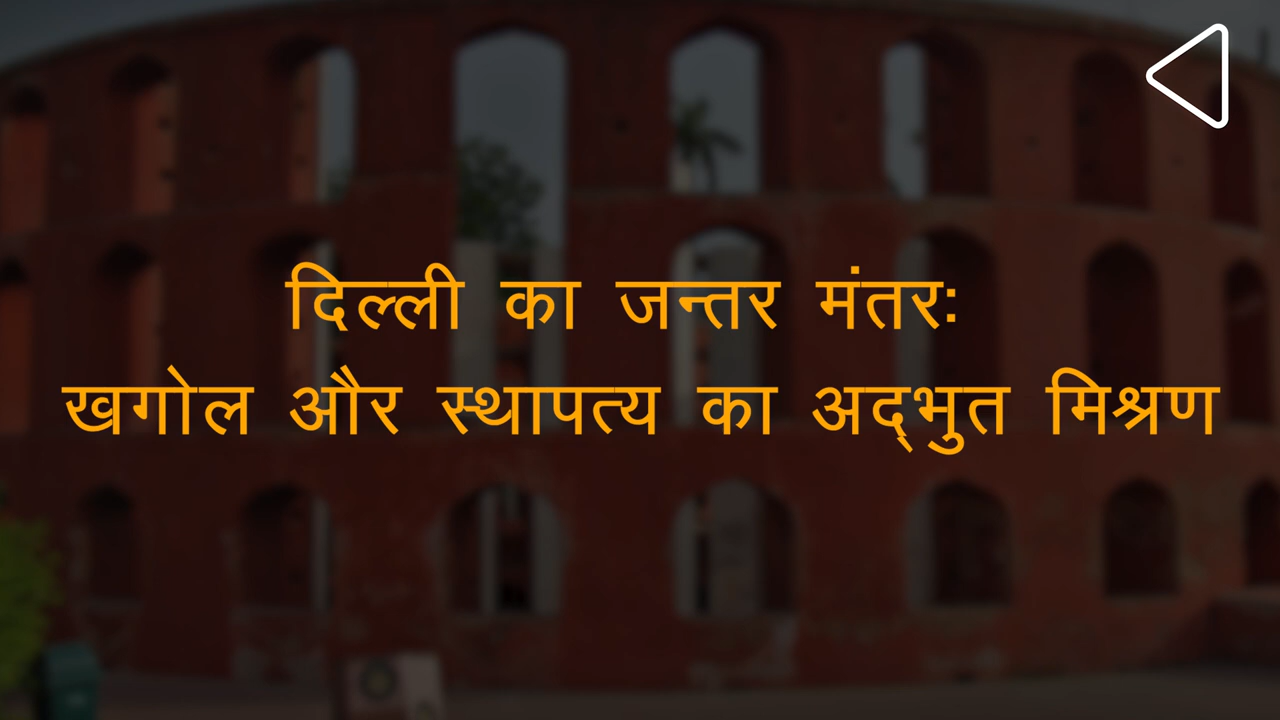 दिल्ली का जन्तर मंतरः
खगोल और स्थापत्य का अद्‌भुत मिश्रण